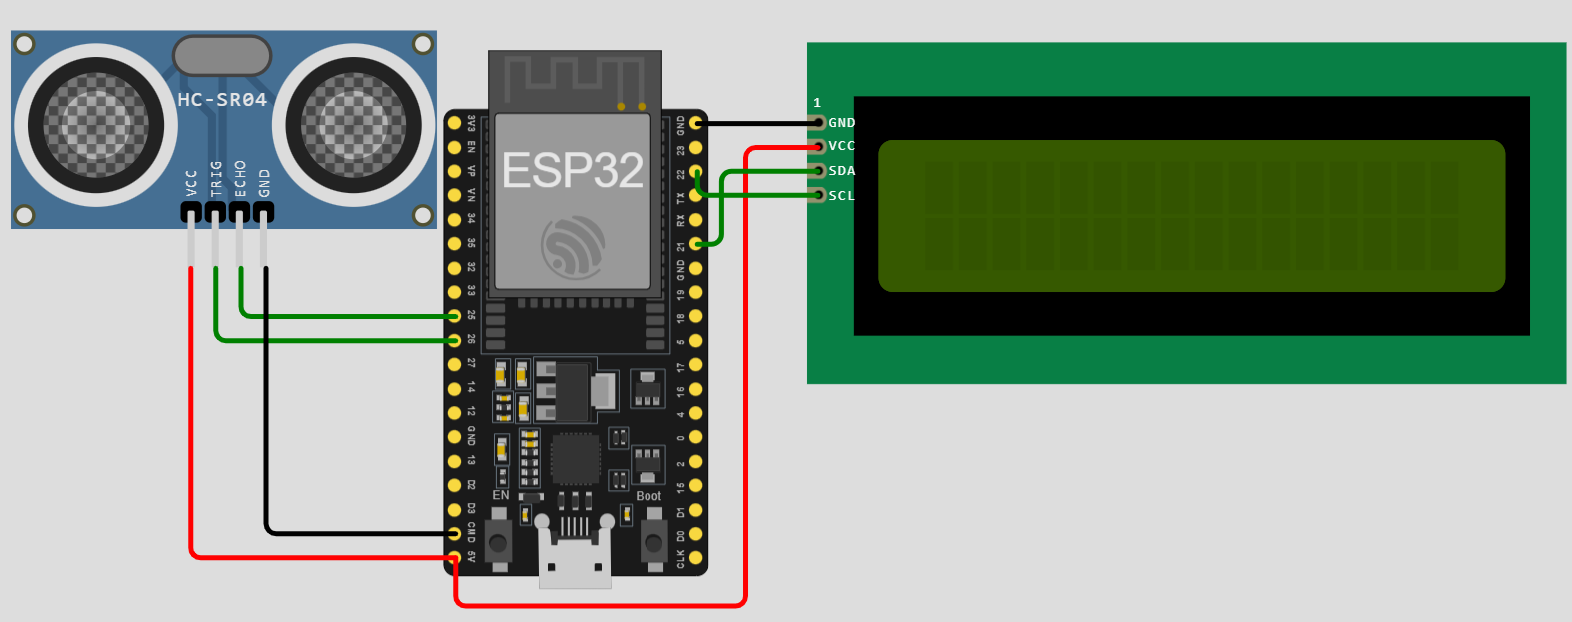 HC-SR04
VCC
TRIG
ECHO
GND
3V3
EN
VP
VN
34
35
32
33
25
26
27
14
12
GND
13
D2
D3
CMD
5V
ESP32
EN
Boot
GND
23
22
TX
RX
21
GND
19
18
5
17
16
4
0
2
15
D1
D0
CLK
1
GND
VCC
SDA
SCL